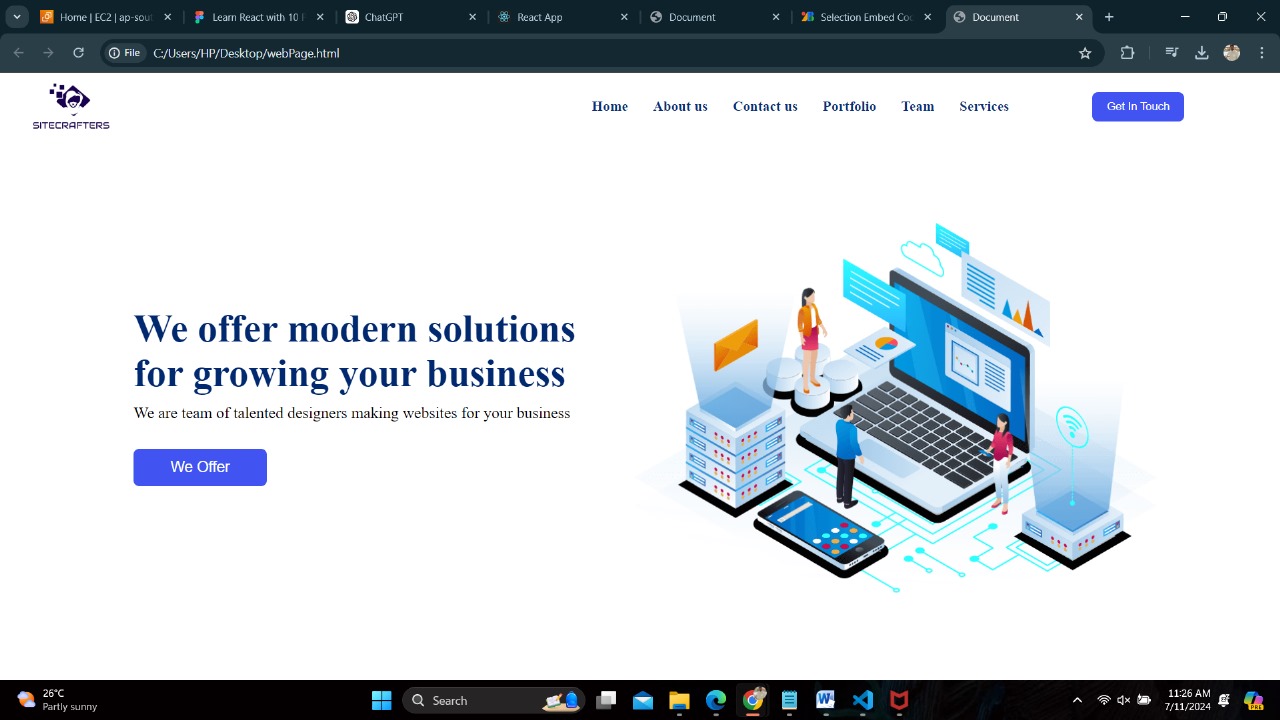 Home | EC2 | ap-sout
Learn React with 10 P
ChatGPT
React App
Document
Selection Embed Coc
Document
File
C:/Users/HP/Desktop/webPage.html
SITECRAFTERS
Home
About us
Contact us
Portfolio
Team
Services
Get In Touch
We offer modern solutions
for growing your business
We are team of talented designers making websites for your business
We Offer
26°C
Partly sunny
Search
11:26 AM
7/11/2024
PRE